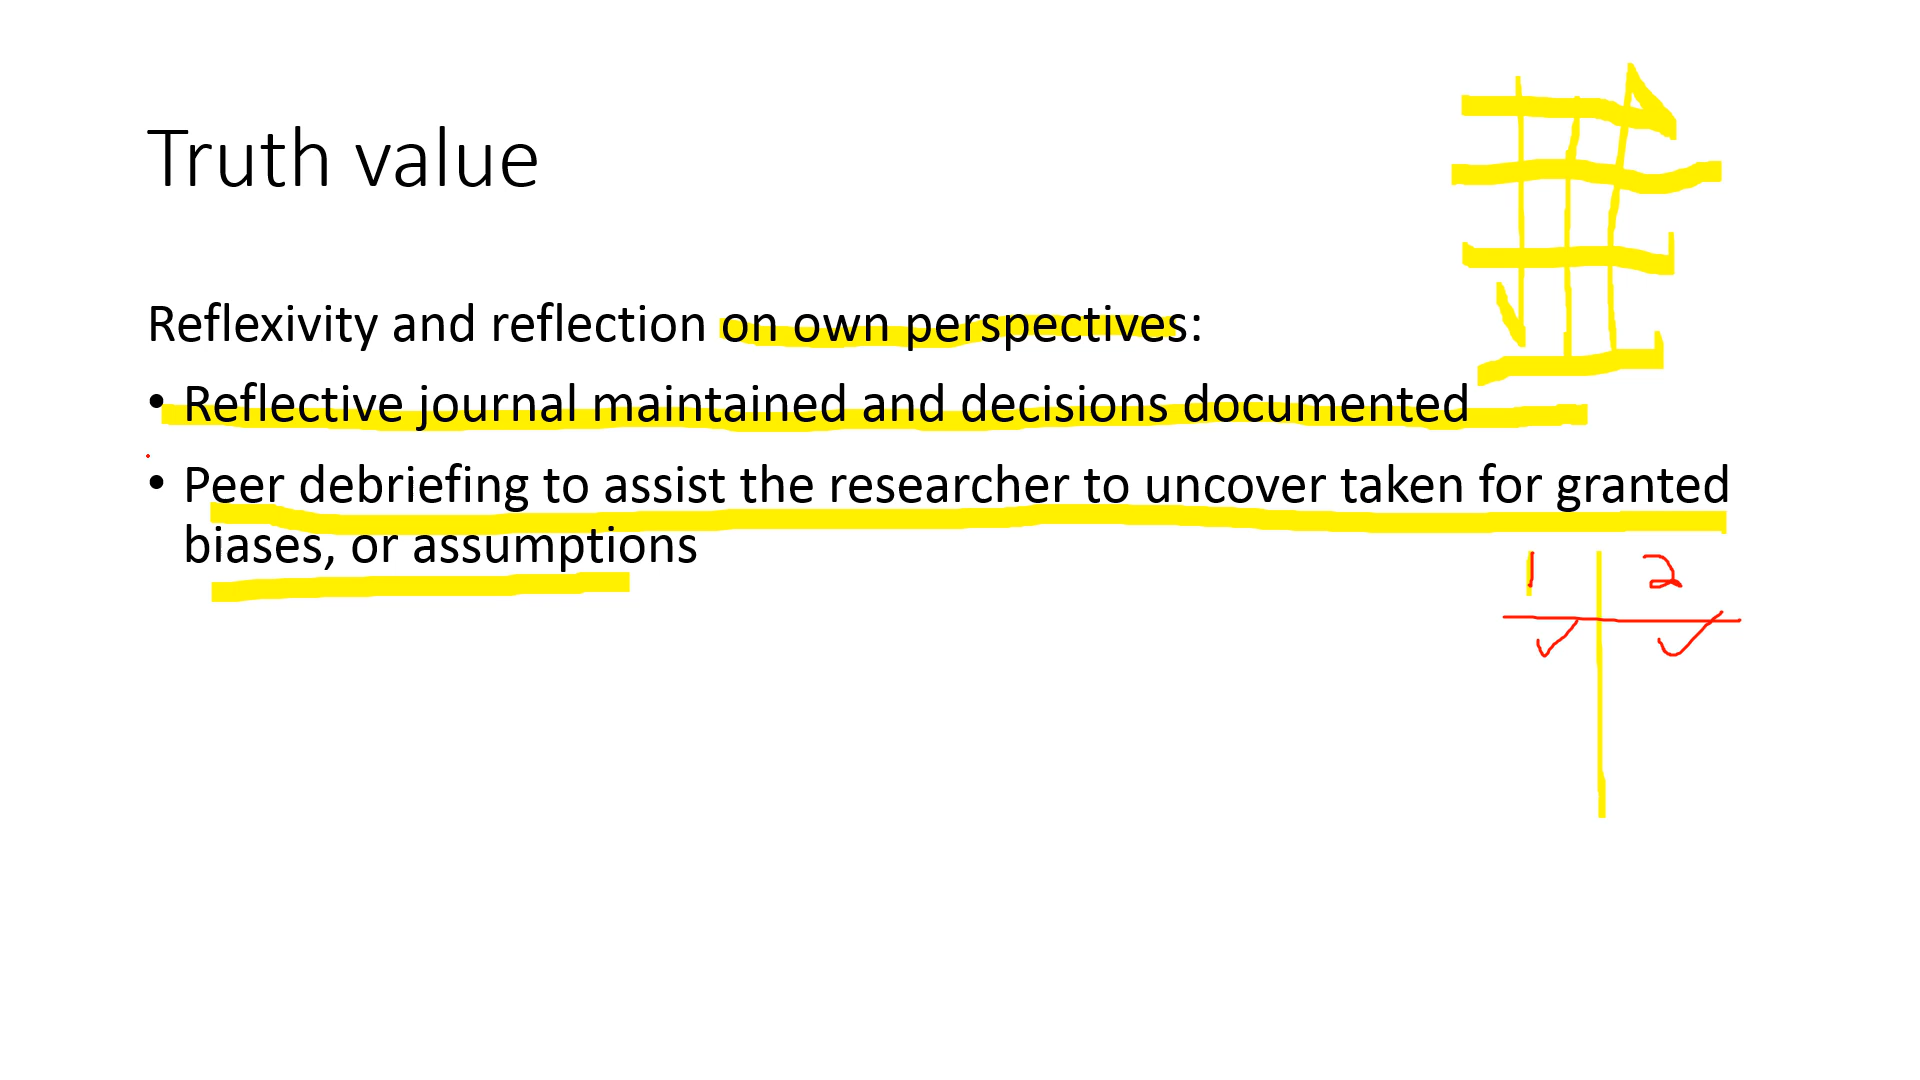 Truth value
Reflexivity and reflection on own perspectives:
• Reflective journal maintained and decisions documented
• Peer debriefing to assist the researcher to uncover taken for granted
biases, or assumptions
1 2
✓ ✓